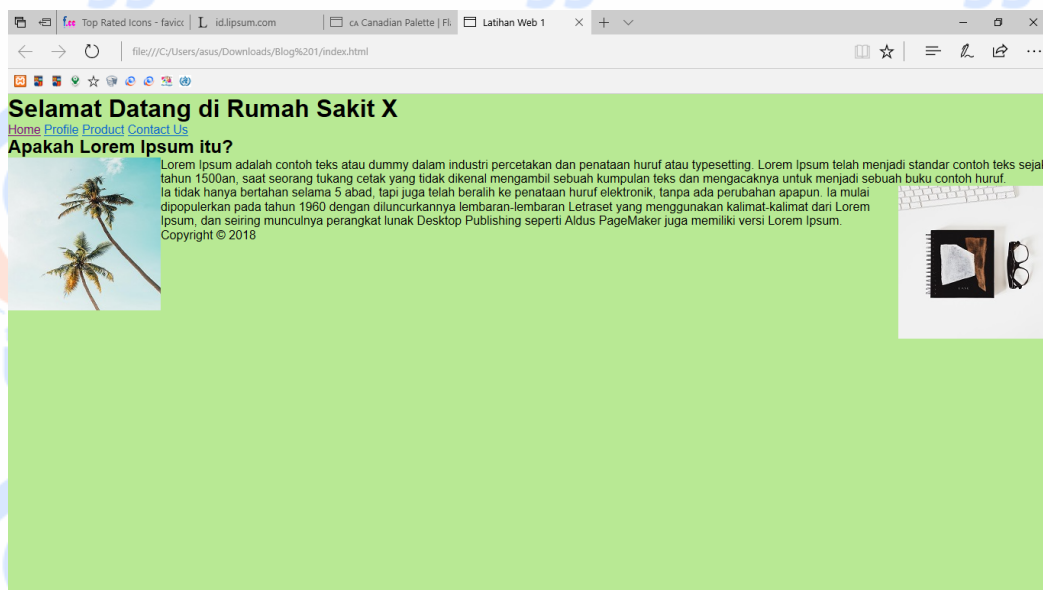 Top Rated Icons - favicc
id.lipsum.com
CA Canadian Palette | Fl
Latihan Web 1
file:///C:/Users/asus/Downloads/Blog%201/index.html
Selamat Datang di Rumah Sakit X
Home Profile Product Contact Us
Apakah Lorem Ipsum itu?
Lorem Ipsum adalah contoh teks atau dummy dalam industri percetakan dan penataan huruf atau typesetting. Lorem Ipsum telah menjadi standar contoh teks sejak
tahun 1500an, saat seorang tukang cetak yang tidak dikenal mengambil sebuah kumpulan teks dan mengacaknya untuk menjadi sebuah buku contoh huruf.
Ia tidak hanya bertahan selama 5 abad, tapi juga telah beralih ke penataan huruf elektronik, tanpa ada perubahan apapun. Ia mulai
dipopulerkan pada tahun 1960 dengan diluncurkannya lembaran-lembaran Letraset yang menggunakan kalimat-kalimat dari Lorem
Ipsum, dan seiring munculnya perangkat lunak Desktop Publishing seperti Aldus PageMaker juga memiliki versi Lorem Ipsum.
Copyright © 2018